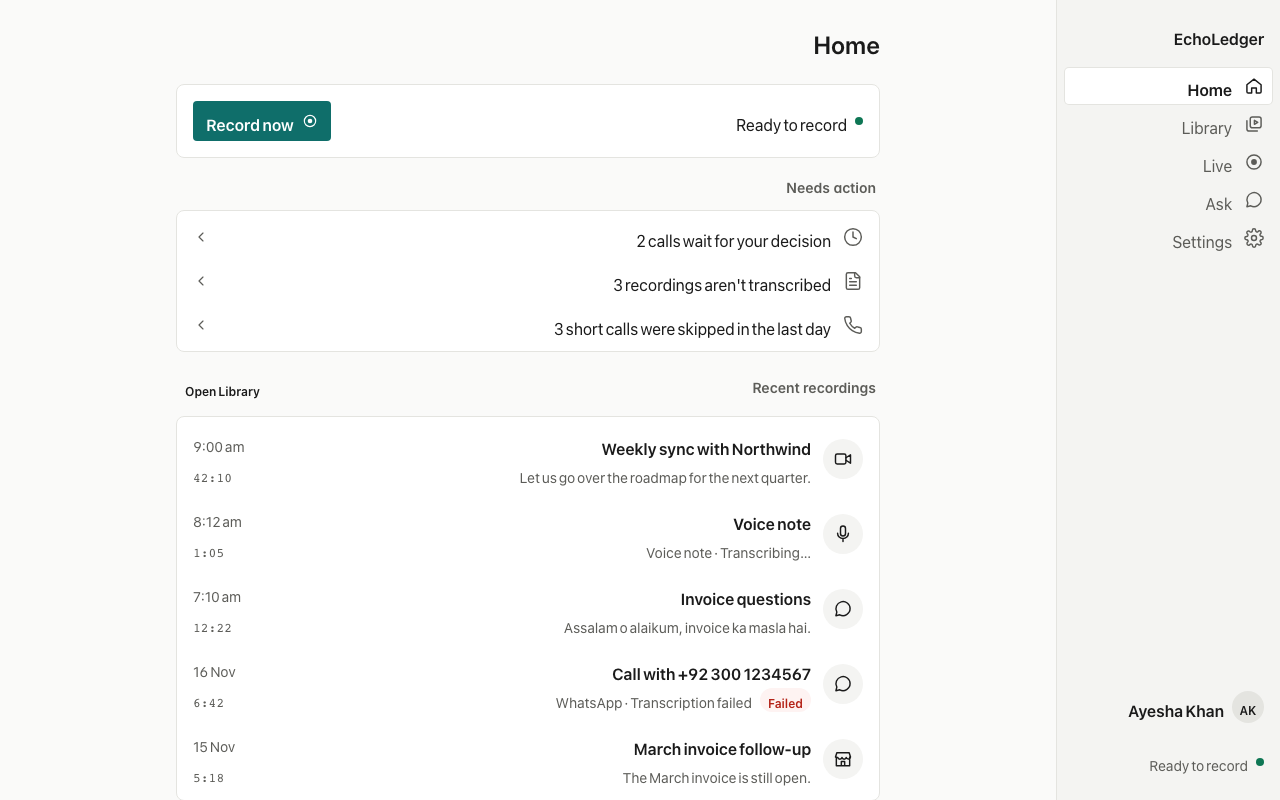 EchoLedger
Home
Library
Live
Ask
Settings
Ayesha Khan
AK
Ready to record
Home
Record now
Ready to record
Needs action
2 calls wait for your decision
3 recordings aren't transcribed
3 short calls were skipped in the last day
Recent recordings
Open Library
Weekly sync with Northwind
9:00 am
Let us go over the roadmap for the next quarter.
42:10
Voice note
8:12 am
Voice note · Transcribing...
1:05
Invoice questions
7:10 am
Assalam o alaikum, invoice ka masla hai.
12:22
Call with +92 300 1234567
16 Nov
WhatsApp · Transcription failed
Failed
6:42
March invoice follow-up
15 Nov
The March invoice is still open.
5:18